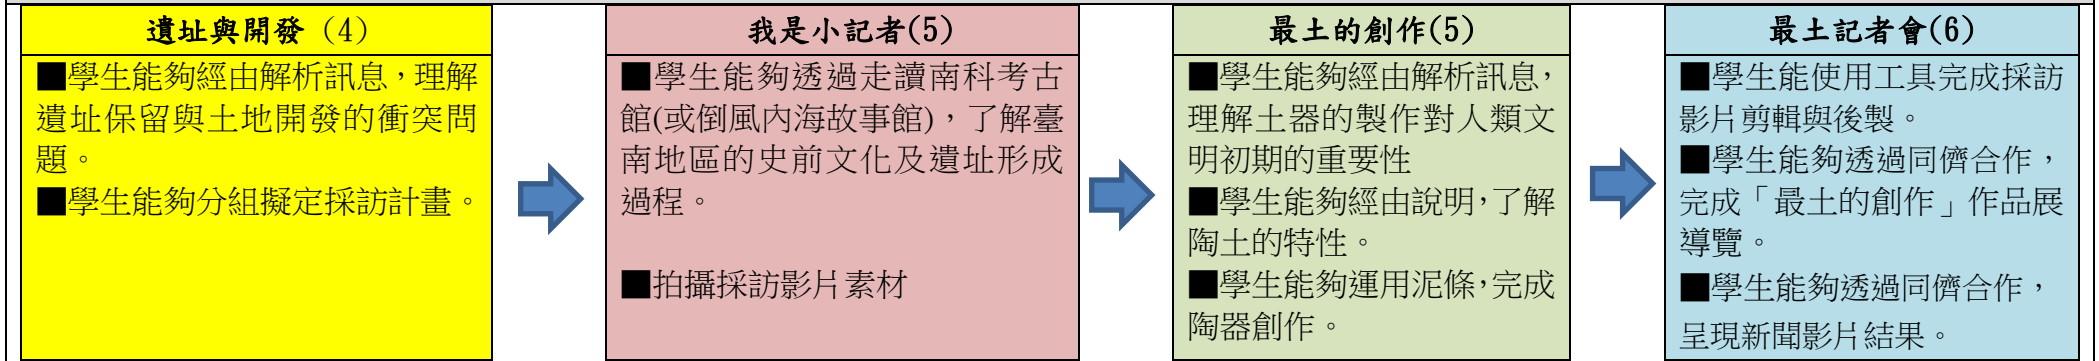 遺址與開發（4）
■學生能夠經由解析訊息，理解
遺址保留與土地開發的衝突問
題。
■學生能夠分組擬定採訪計畫。
我是小記者(5)
■學生能夠透過走讀南科考古
館(或倒風內海故事館)，了解臺
南地區的史前文化及遺址形成
過程。
■拍攝採訪影片素材
最土的創作(5)
■學生能夠經由解析訊息，
理解土器的製作對人類文
明初期的重要性
■學生能夠經由說明，了解
陶土的特性。
■學生能夠運用泥條，完成
陶器創作。
最土記者會(6)
■學生能使用工具完成採訪
影片剪輯與後製。
■學生能夠透過同儕合作，
完成「最土的創作」作品展
導覽。
■學生能夠透過同儕合作，
呈現新聞影片結果。